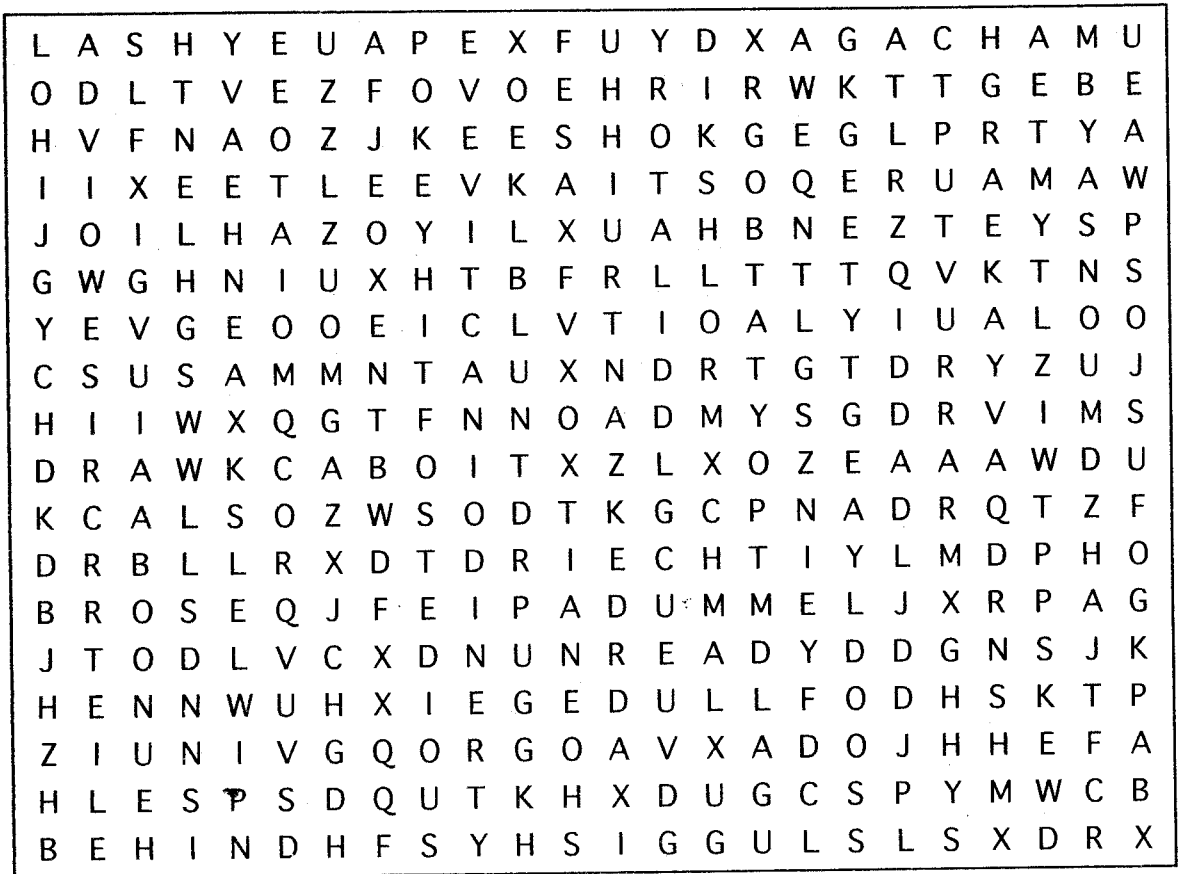 L A S H Y E U A P E X F U Y D X A G A C H A M U
O D L T V E Z F O V O E H R I R W K T T G E B E
H V F N A O Z J K E E S H O K G E G L P R T Y A
I I X E E T L E E V K A I T S O Q E R U A M A W
J O I L H A Z O Y I L X U A H B N E Z T E Y S P
G W G H N I U X H T B F R L L T T T Q V K T N S
Y E V G E O O E I C L V T I O A L Y I U A L O O
C S U S A M M N T A U X N D R T G T D R Y Z U J
H I I W X Q G T F N N O A D M Y S G D R V I M S
D R A W K C A B O I T X Z L X O Z E A A A W D U
K C A L S O Z W S O D T K G C P N A D R Q T Z F
D R B L L R X D T D R I E C H T I Y L M D P H O
B R O S E Q J F E I P A D U M M E L J X R P A G
J T O D L V C X D N U N R E A D Y D D G N S J K
H E N N W U H X I E G E D U L L F O D H S K T P
Z I U N I V G Q O R G O A V X A D O J H H E F A
H L E S P S D Q U T K H X D U G C S P Y M W C B
B E H I N D H F S Y H S I G G U L S L S X D R X